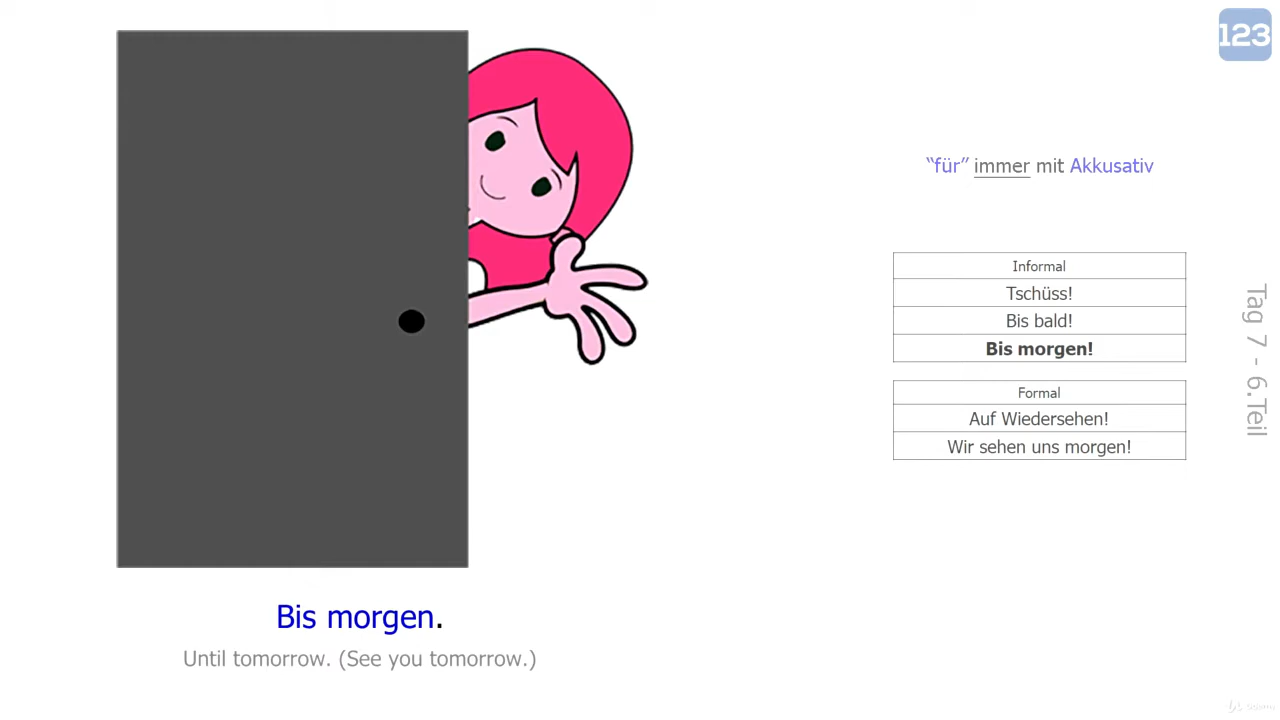 123
“für” immer mit Akkusativ
Informal
Tschüss!
Bis bald!
Bis morgen!
Formal
Auf Wiedersehen!
Wir sehen uns morgen!
Tag 7 - 6.Teil
Bis morgen.
Until tomorrow. (See you tomorrow.)